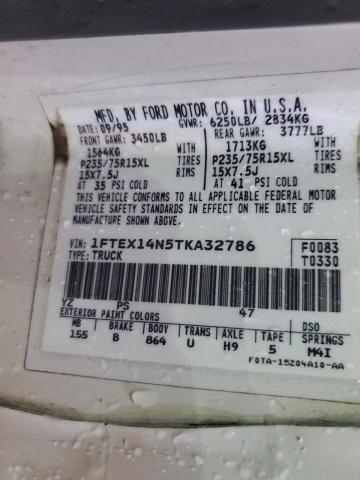 MFD. BY FORD MOTOR CO. IN U.S.A.
DATE: 09/95 GVWR: 6250LB/ 2834KG
FRONT GAWR: 3450LB REAR GAWR: 3777LB
1564KG WITH 1713KG WITH
P235/75R15XL TIRES P235/75R15XL TIRES
15X7.5J RIMS 15X7.5J RIMS
AT 35 PSI COLD AT 41 PSI COLD
THIS VEHICLE CONFORMS TO ALL APPLICABLE FEDERAL MOTOR
VEHICLE SAFETY STANDARDS IN EFFECT ON THE DATE OF
MANUFACTURE SHOWN ABOVE.
VIN: 1FTEX14N5TKA32786 F0083
TYPE: TRUCK T0330
YZ PS 47
EXTERIOR PAINT COLORS DSO
WB BRAKE BODY TRANS AXLE TAPE SPRINGS
155 B 864 U H9 5 M4I
F0TA-15204A10-AA